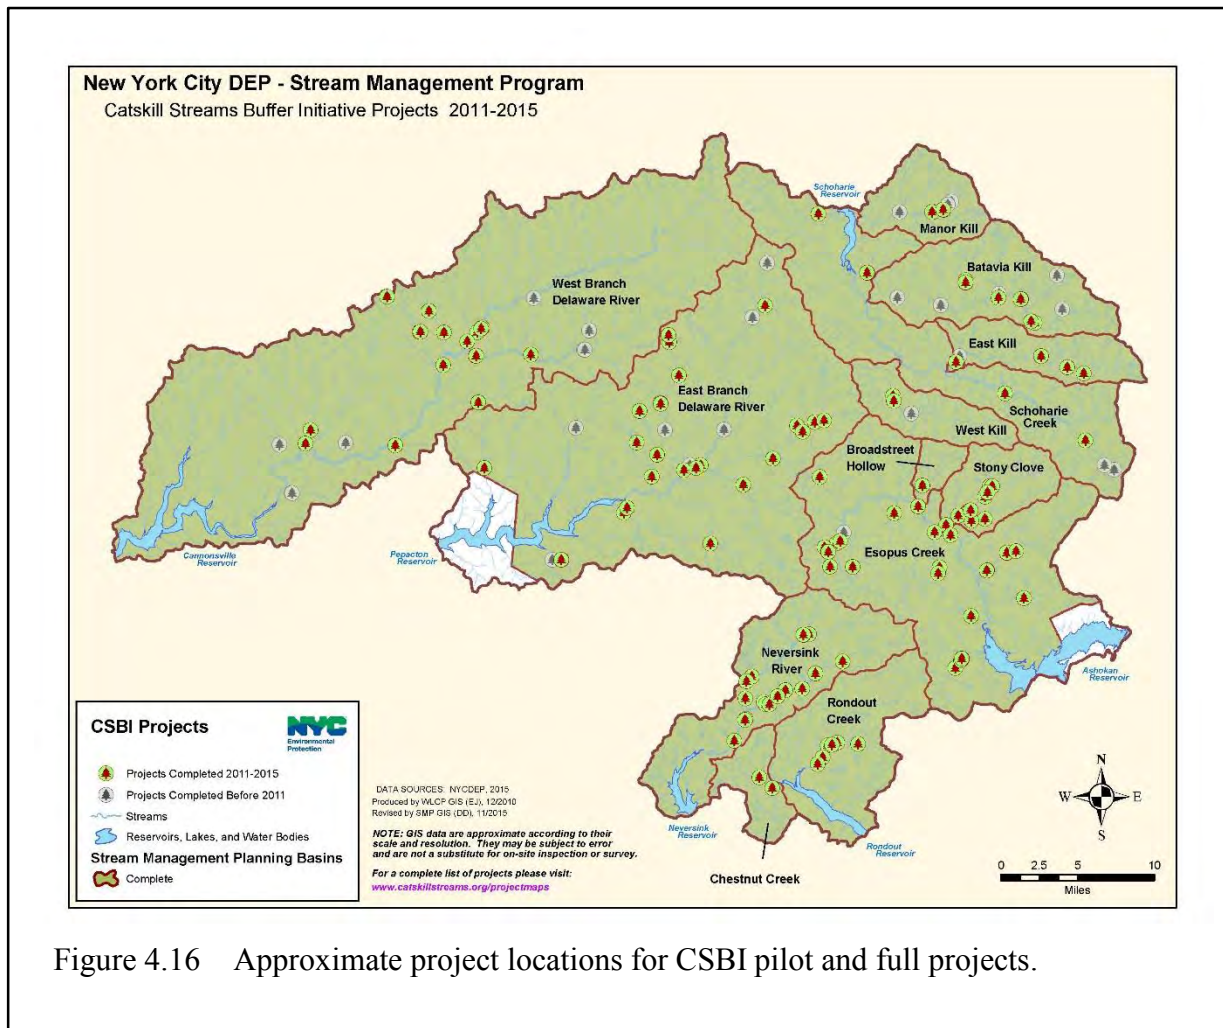 New York City DEP - Stream Management Program
Catskill Streams Buffer Initiative Projects 2011-2015
Schoharie
Reservoir
Manor Kill
Batavia Kill
West Branch
Delaware River
East Kill
East Branch
Delaware River
Schoharie
Creek
West Kill
Broadstreet
Hollow
Stony Clove
Cannonsville
Reservoir
Pepacton
Reservoir
Esopus Creek
Neversink
River
Ashokan
Reservoir
Rondout
Creek
CSBI Projects
NYC
Environmental
Protection
Projects Completed 2011-2015
Projects Completed Before 2011
Streams
Reservoirs, Lakes, and Water Bodies
Stream Management Planning Basins
Complete
DATA SOURCES: NYCDEP, 2015
Produced by WLCP GIS (EJ), 12/2010
Revised by SMP GIS (DD), 11/2015
NOTE: GIS data are approximate according to their
scale and resolution. They may be subject to error
and are not a substitute for on-site inspection or survey.
For a complete list of projects please visit:
www.catskillstreams.org/projectmaps
Neversink
Reservoir
Rondout
Reservoir
Chestnut Creek
N
W E
S
0 2.5 5 10
Miles
Figure 4.16 Approximate project locations for CSBI pilot and full projects.